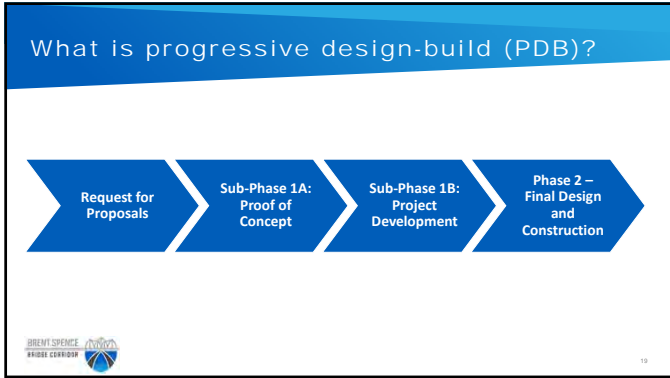 What is progressive design-build (PDB)?
Request for
Proposals
Sub-Phase 1A:
Proof of
Concept
Sub-Phase 1B:
Project
Development
Phase 2 –
Final Design
and
Construction
BRENT SPENCE
BRIDGE CORRIDOR
19